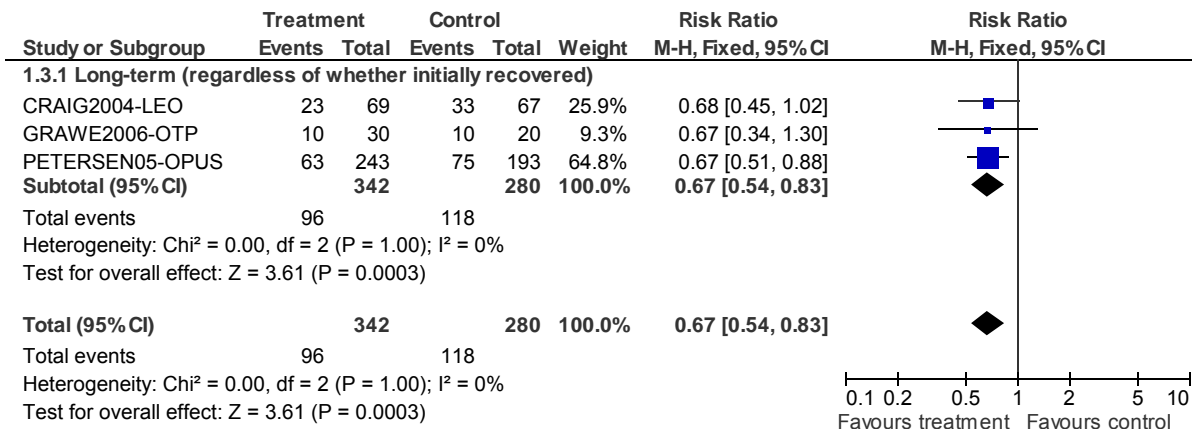 Treatment Control Risk Ratio Risk Ratio
Study or Subgroup Events Total Events Total Weight M-H, Fixed, 95% CI M-H, Fixed, 95% CI
1.3.1 Long-term (regardless of whether initially recovered)
CRAIG2004-LEO 23 69 33 67 25.9% 0.68 [0.45, 1.02]
GRAWE2006-OTP 10 30 10 20 9.3% 0.67 [0.34, 1.30]
PETERSEN05-OPUS 63 243 75 193 64.8% 0.67 [0.51, 0.88]
Subtotal (95% CI) 342 280 100.0% 0.67 [0.54, 0.83]
Total events 96 118
Heterogeneity: Chi² = 0.00, df = 2 (P = 1.00); I² = 0%
Test for overall effect: Z = 3.61 (P = 0.0003)
Total (95% CI) 342 280 100.0% 0.67 [0.54, 0.83]
Total events 96 118
Heterogeneity: Chi² = 0.00, df = 2 (P = 1.00); I² = 0%
Test for overall effect: Z = 3.61 (P = 0.0003)
0.1 0.2 0.5 1 2 5 10
Favours treatment Favours control